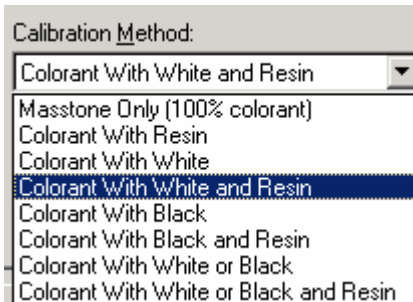 Calibration Method:
Colorant With White and Resin
Masstone Only (100% colorant)
Colorant With Resin
Colorant With White
Colorant With White and Resin
Colorant With Black
Colorant With Black and Resin
Colorant With White or Black
Colorant With White or Black and Resin